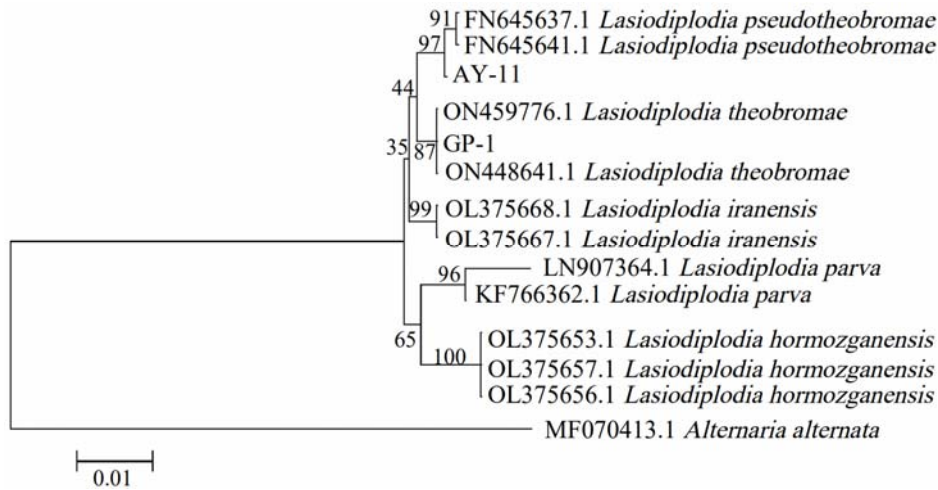 91 FN645637.1 Lasiodiplodia pseudotheobromae
97 FN645641.1 Lasiodiplodia pseudotheobromae
AY-11
44 ON459776.1 Lasiodiplodia theobromae
35 87 GP-1
ON448641.1 Lasiodiplodia theobromae
99 OL375668.1 Lasiodiplodia iranensis
OL375667.1 Lasiodiplodia iranensis
96 LN907364.1 Lasiodiplodia parva
KF766362.1 Lasiodiplodia parva
65 OL375653.1 Lasiodiplodia hormozganensis
100 OL375657.1 Lasiodiplodia hormozganensis
OL375656.1 Lasiodiplodia hormozganensis
MF070413.1 Alternaria alternata
0.01